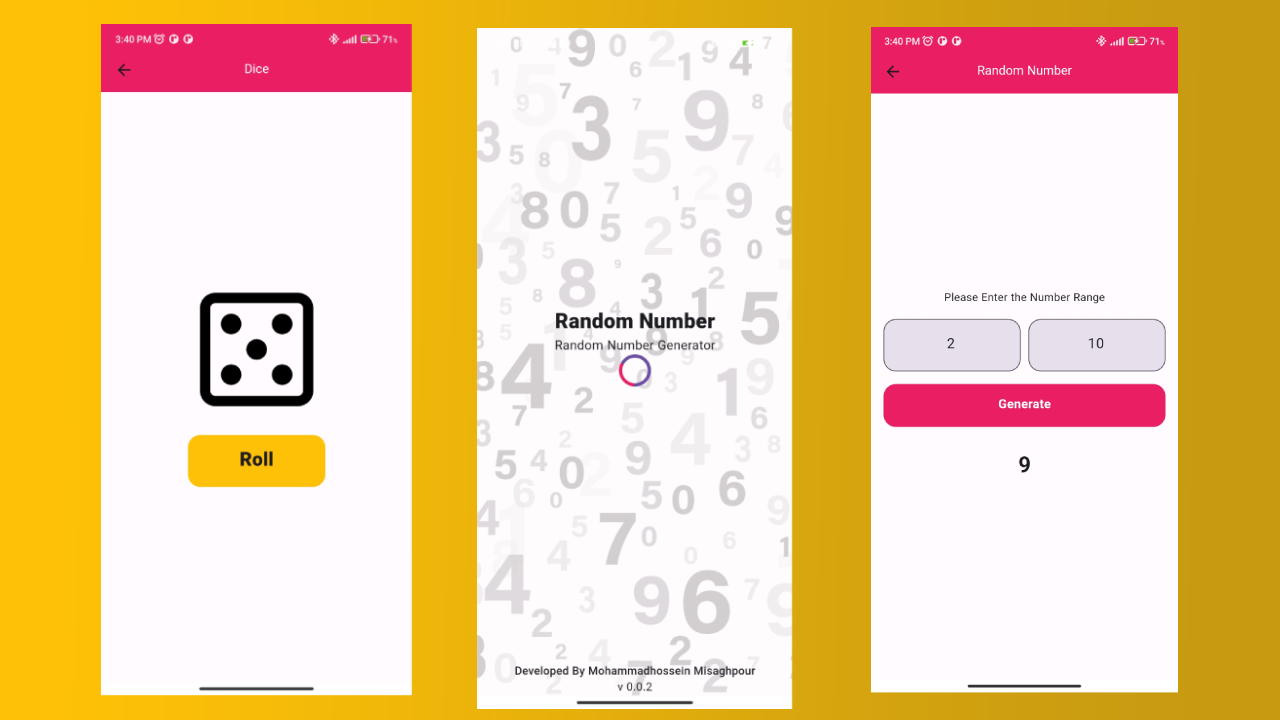 3:40 PM
71%
Dice
Roll
Random Number
Random Number Generator
Developed By Mohammadhossein Misaghpour
v 0.0.2
3:40 PM
71%
Random Number
Please Enter the Number Range
2
10
Generate
9